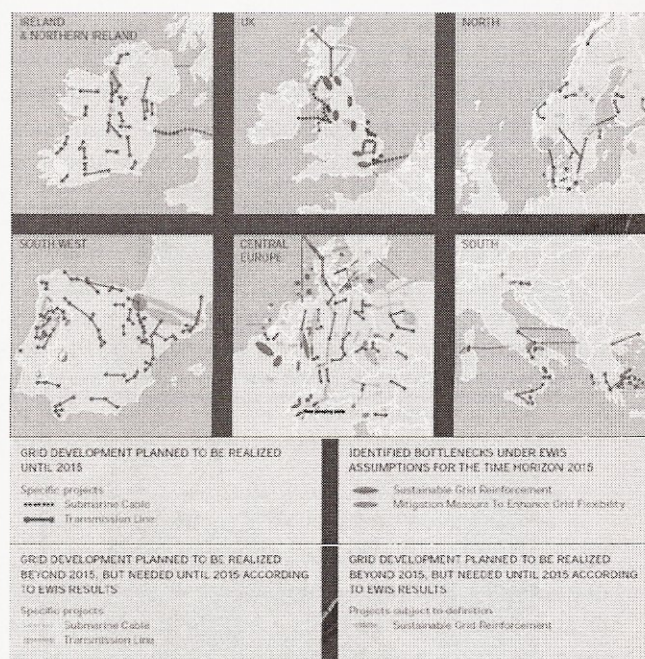 IRELAND
& NORTHERN IRELAND
UK
NORTH
SOUTH WEST
CENTRAL
EUROPE
SOUTH
GRID DEVELOPMENT PLANNED TO BE REALIZED
UNTIL 2015
Specific projects
Submarine Cable
Transmission Line
IDENTIFIED BOTTLENECKS UNDER EWIS
ASSUMPTIONS FOR THE TIME HORIZON 2015
Sustainable Grid Reinforcement
Mitigation Measure To Enhance Grid Flexibility
GRID DEVELOPMENT PLANNED TO BE REALIZED
BEYOND 2015, BUT NEEDED UNTIL 2015 ACCORDING
TO EWIS RESULTS
Specific projects
Submarine Cable
Transmission Line
GRID DEVELOPMENT PLANNED TO BE REALIZED
BEYOND 2015, BUT NEEDED UNTIL 2015 ACCORDING
TO EWIS RESULTS
Projects subject to definition
Sustainable Grid Reinforcement